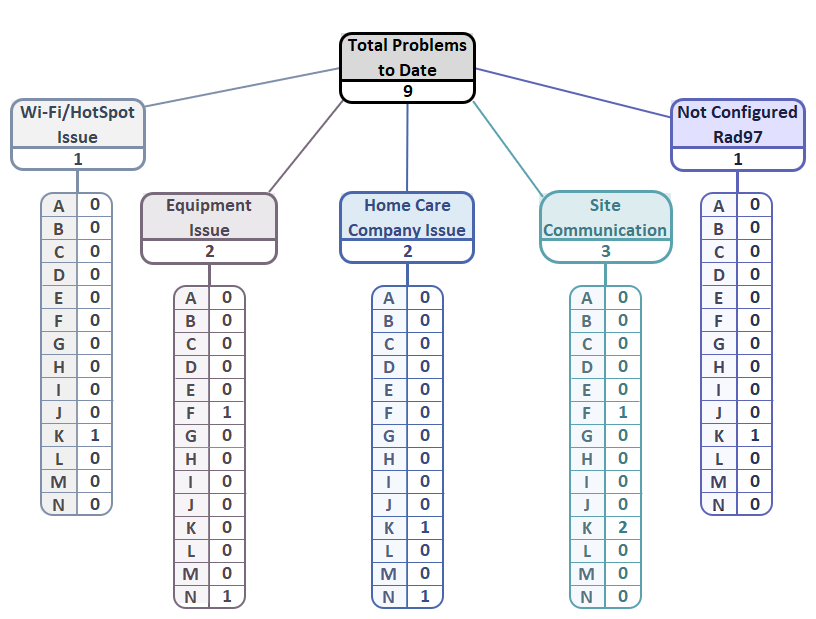 Total Problems
to Date
9
Wi-Fi/HotSpot
Issue
1
A 0
B 0
C 0
D 0
E 0
F 0
G 0
H 0
I 0
J 0
K 1
L 0
M 0
N 0
Equipment
Issue
2
A 0
B 0
C 0
D 0
E 0
F 1
G 0
H 0
I 0
J 0
K 0
L 0
M 0
N 1
Home Care
Company Issue
2
A 0
B 0
C 0
D 0
E 0
F 0
G 0
H 0
I 0
J 0
K 1
L 0
M 0
N 1
Site
Communication
3
A 0
B 0
C 0
D 0
E 0
F 1
G 0
H 0
I 0
J 0
K 2
L 0
M 0
N 0
Not Configured
Rad97
1
A 0
B 0
C 0
D 0
E 0
F 0
G 0
H 0
I 0
J 0
K 1
L 0
M 0
N 0